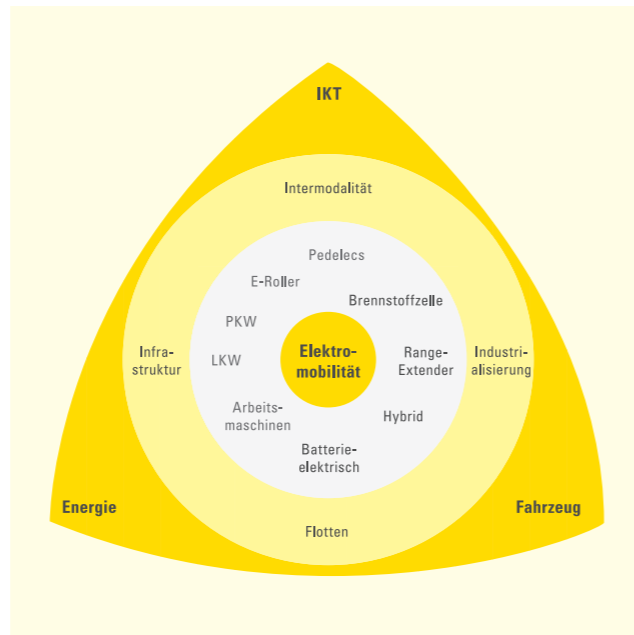 IKT
Intermodalität
Pedelecs
E-Roller
Brennstoffzelle
PKW
Infra-
struktur
LKW
Elektro-
mobilität
Range-
Extender
Industri-
alisierung
Arbeits-
maschinen
Hybrid
Batterie-
elektrisch
Energie
Fahrzeug
Flotten